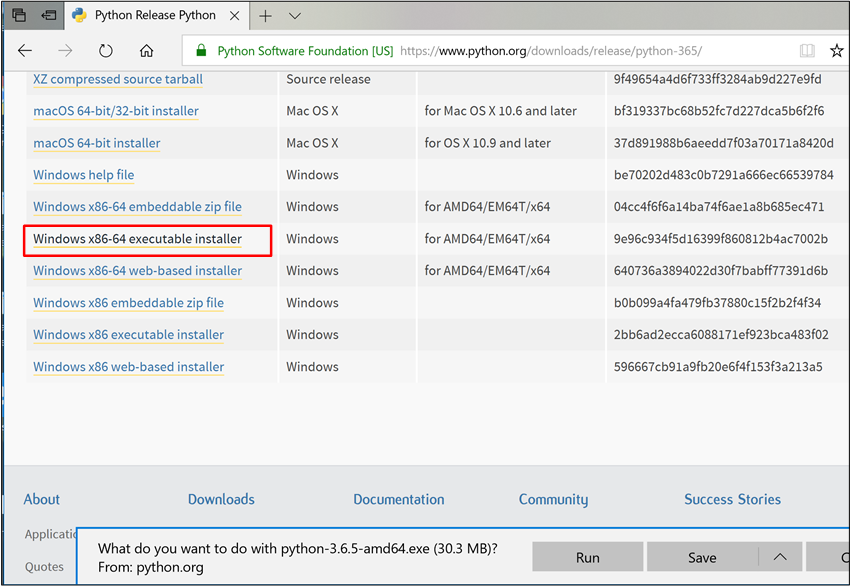 Python Release Python
Python Software Foundation [US] https://www.python.org/downloads/release/python-365/
XZ compressed source tarball Source release 9f49654a4d6f733ff3284ab9d227e9fd
macOS 64-bit/32-bit installer Mac OS X for Mac OS X 10.6 and later bf319337bc68b52fc7d227dca5b6f2f6
macOS 64-bit installer Mac OS X for OS X 10.9 and later 37d891988b6aeedd7f03a70171a8420d
Windows help file Windows be70202d483c0b7291a666ec66539784
Windows x86-64 embeddable zip file Windows for AMD64/EM64T/x64 04cc4f6f6a14ba74f6ae1a8b685ec471
Windows x86-64 executable installer Windows for AMD64/EM64T/x64 9e96c934f5d16399f860812b4ac7002b
Windows x86-64 web-based installer Windows for AMD64/EM64T/x64 640736a3894022d30f7babff77391d6b
Windows x86 embeddable zip file Windows b0b099a4fa479fb37880c15f2b2f4f34
Windows x86 executable installer Windows 2bb6ad2ecca6088171ef923bca483f02
Windows x86 web-based installer Windows 596667cb91a9fb20e6f4f153f3a213a5
About Downloads Documentation Community Success Stories
Applicatio
Quotes
What do you want to do with python-3.6.5-amd64.exe (30.3 MB)?
From: python.org
Run Save C